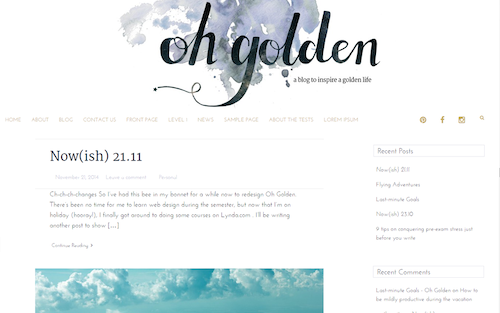 oh golden
a blog to inspire a golden life
HOME ABOUT BLOG CONTACT US FRONT PAGE LEVEL 1 NEWS SAMPLE PAGE ABOUT THE TESTS LOREM IPSUM
Now(ish) 21.11
November 21, 2014 Leave a comment Personal
Ch-ch-ch-changes So I've had this bee in my bonnet for a while now to redesign Oh Golden.
There's been no time for me to learn web design during the semester, but now that I'm on
holiday (hooray!), I finally got around to doing some courses on Lynda.com. I'll be writing
another post to show [...]
Continue Reading
Recent Posts
Now(ish) 21.11
Flying Adventures
Last-minute Goals
Now(ish) 23.10
9 tips on conquering pre-exam stress just
before you write
Recent Comments
Last-minute Goals - Oh Golden on How to
be mildly productive during the vacation